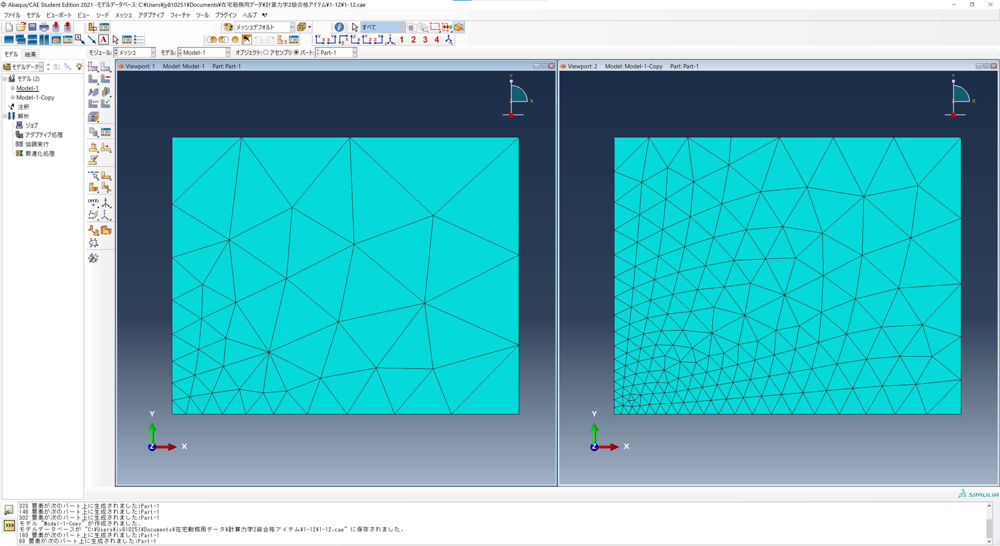 Abaqus/CAE Student Edition 2021 -モデルデータベース: C:¥Users¥jy810251¥Documents¥在宅勤務用データ¥計算力学2級合格アイテム¥1-12¥1-12.cae
ファイル モデル ビューポート ビュー シード メッシュ アダプティブ フィーチャ ツール プラグイン ヘルプ
メッシュデフォルト すべて
1 2 3 4
モデル 結果 モジュール: メッシュ モデル: Model-1 オブジェクト: アセンブリ パート: Part-1
モデルデータ
Viewport: 1 Model: Model-1 Part: Part-1
Viewport: 2 Model: Model-1-Copy Part: Part-1
モデル (2)
Model-1
Model-1-Copy
注釈
解析
ジョブ
アダプティブ処理
協調実行
最適化処理
S4R
(XYZ)
Y
Z X
Y
Z X
Y
Z X
Y
Z X
SIMULIA
320 要素が次のパート上に生成されました:Part-1
148 要素が次のパート上に生成されました:Part-1
302 要素が次のパート上に生成されました:Part-1
モデル "Model-1-Copy" が作成されました.
モデルデータベースが "C:¥Users¥jy810251¥Documents¥在宅勤務用データ¥計算力学2級合格アイテム¥1-12¥1-12.cae" に保存されました.
160 要素が次のパート上に生成されました:Part-1
68 要素が次のパート上に生成されました:Part-1